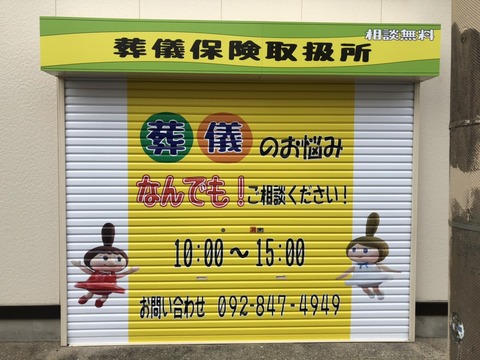 相談無料
葬儀保険取扱所
葬儀のお悩み
なんでも!ご相談ください!
10:00～15:00
お問い合わせ 092-847-4949